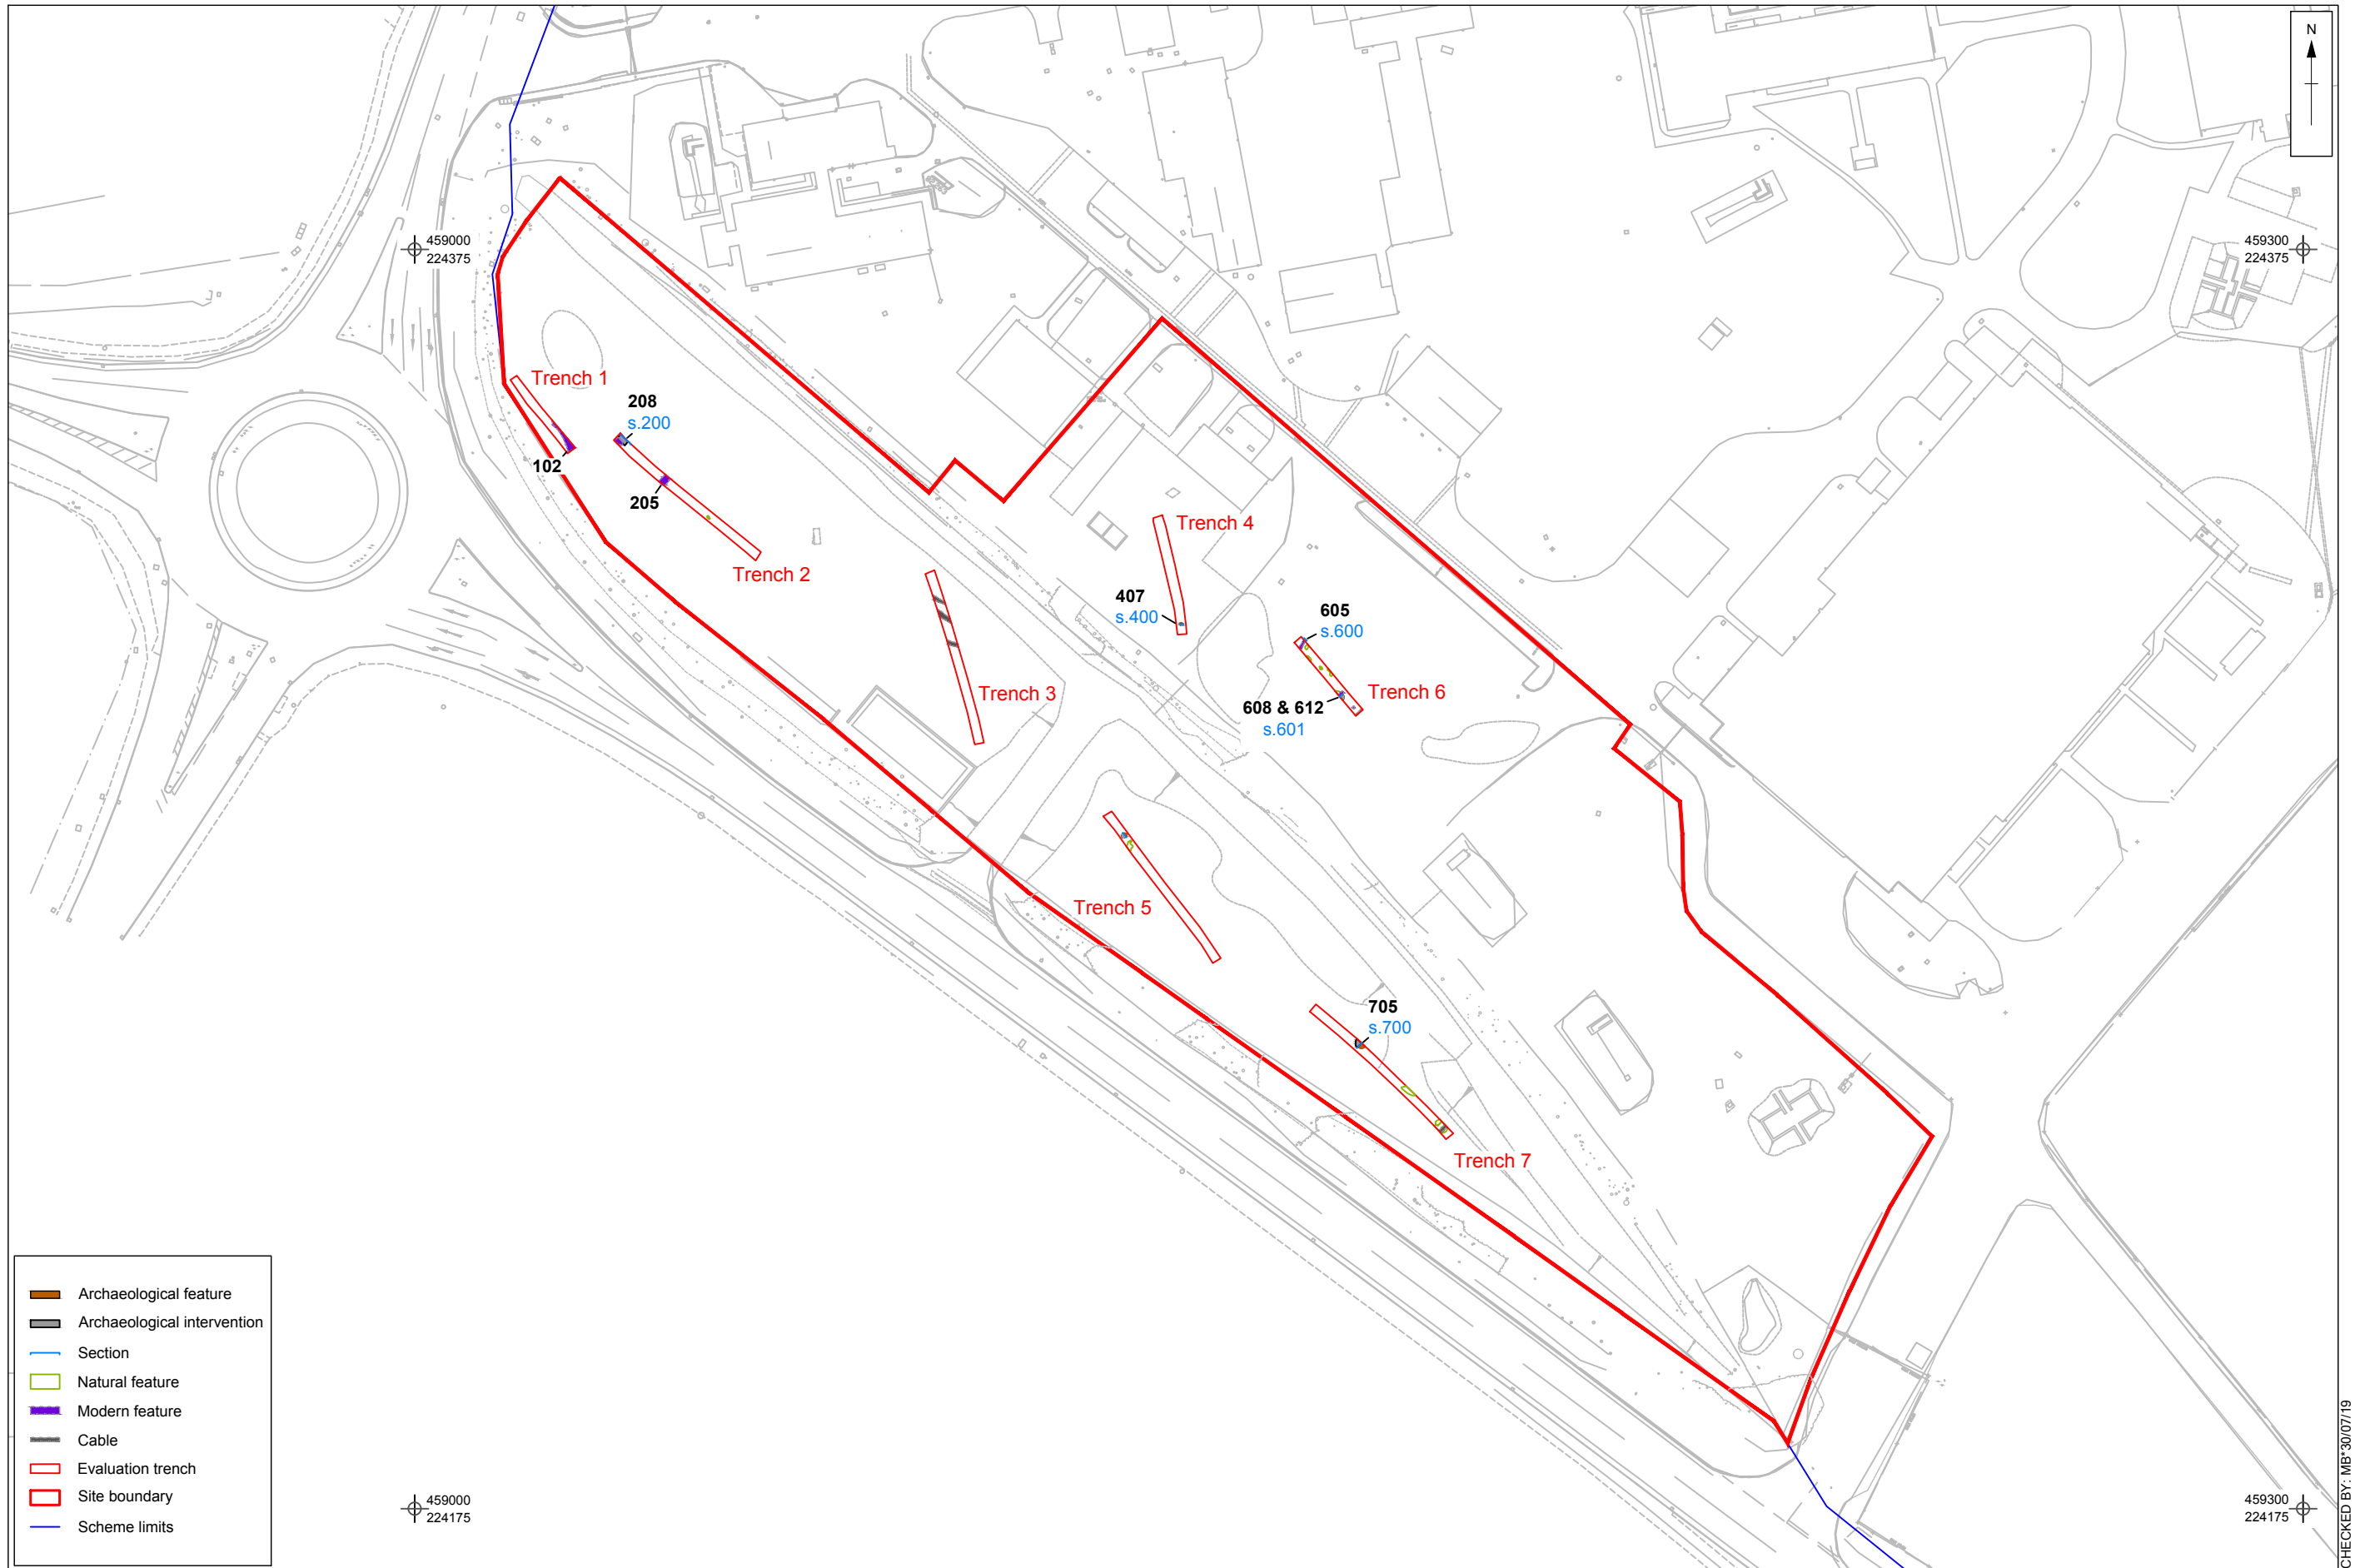 N
459000
224375
459300
224375
Trench 1
208
s.200
102
205
Trench 2
Trench 4
407
s.400
605
s.600
Trench 3
Trench 6
608 & 612
s.601
Trench 5
705
s.700
Trench 7
Archaeological feature
Archaeological intervention
Section
Natural feature
Modern feature
Cable
Evaluation trench
Site boundary
Scheme limits
459000
224175
459300
224175
CHECKED BY: MB*30/07/19